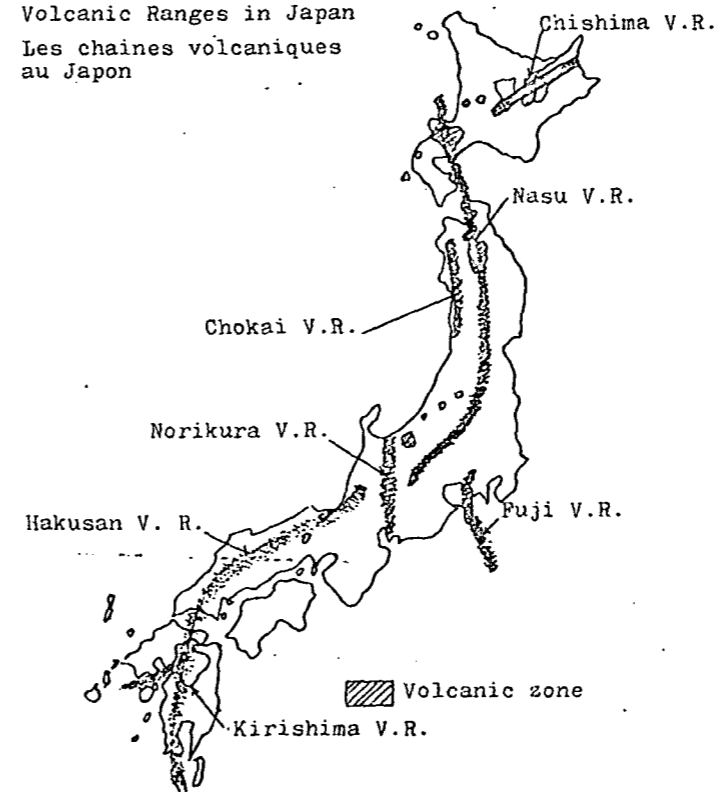 Volcanic Ranges in Japan
Les chaines volcaniques
au Japon
Chishima V.R.
Nasu V.R.
Chokai V.R.
Norikura V.R.
Hakusan V. R.
Fuji V.R.
Volcanic zone
Kirishima V.R.